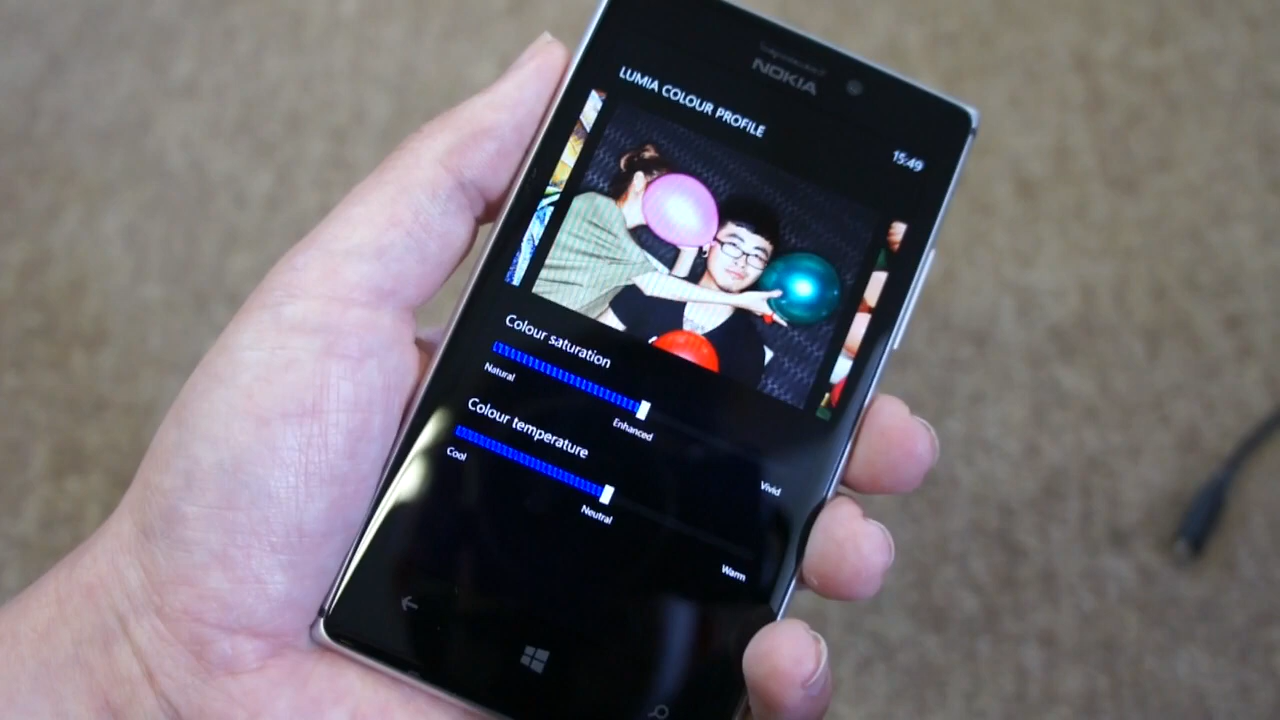 NOKIA
LUMIA COLOUR PROFILE
15:49
Colour saturation
Natural
Enhanced
Vivid
Colour temperature
Cool
Neutral
Warm